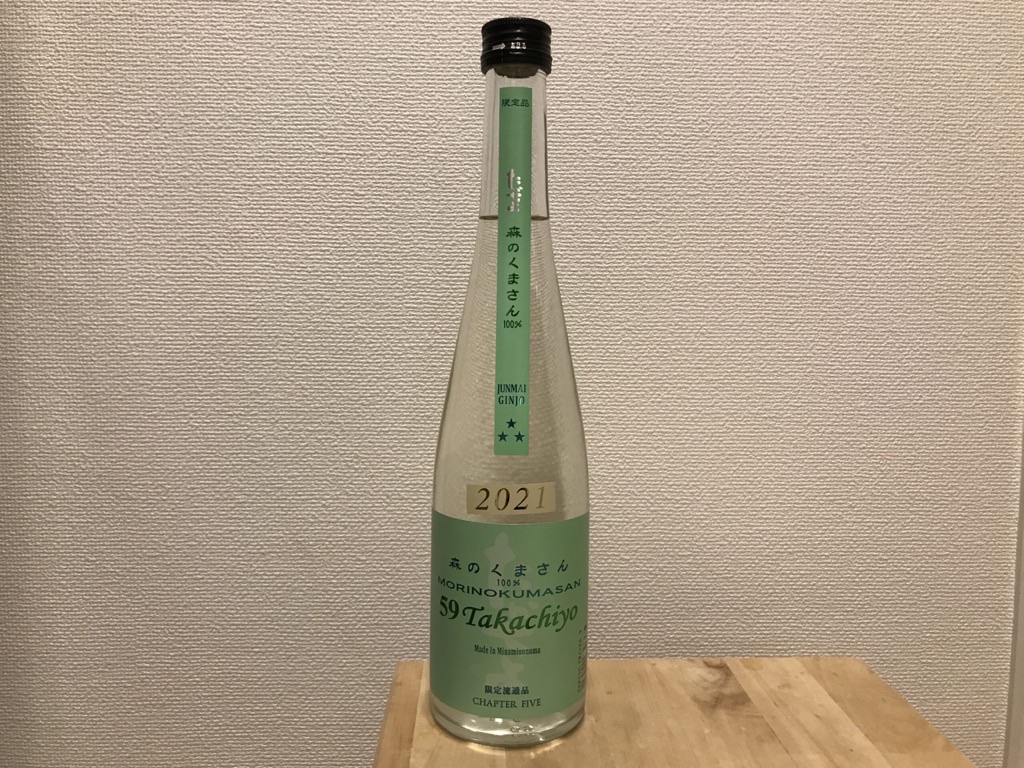 限定品
森のくまさん
100%
JUNMAI
GINJO
2021
森のくまさん
100%
MORINOKUMASAN
59 Takachiyo
Made in Minamiuonuma
限定流通品
CHAPTER FIVE